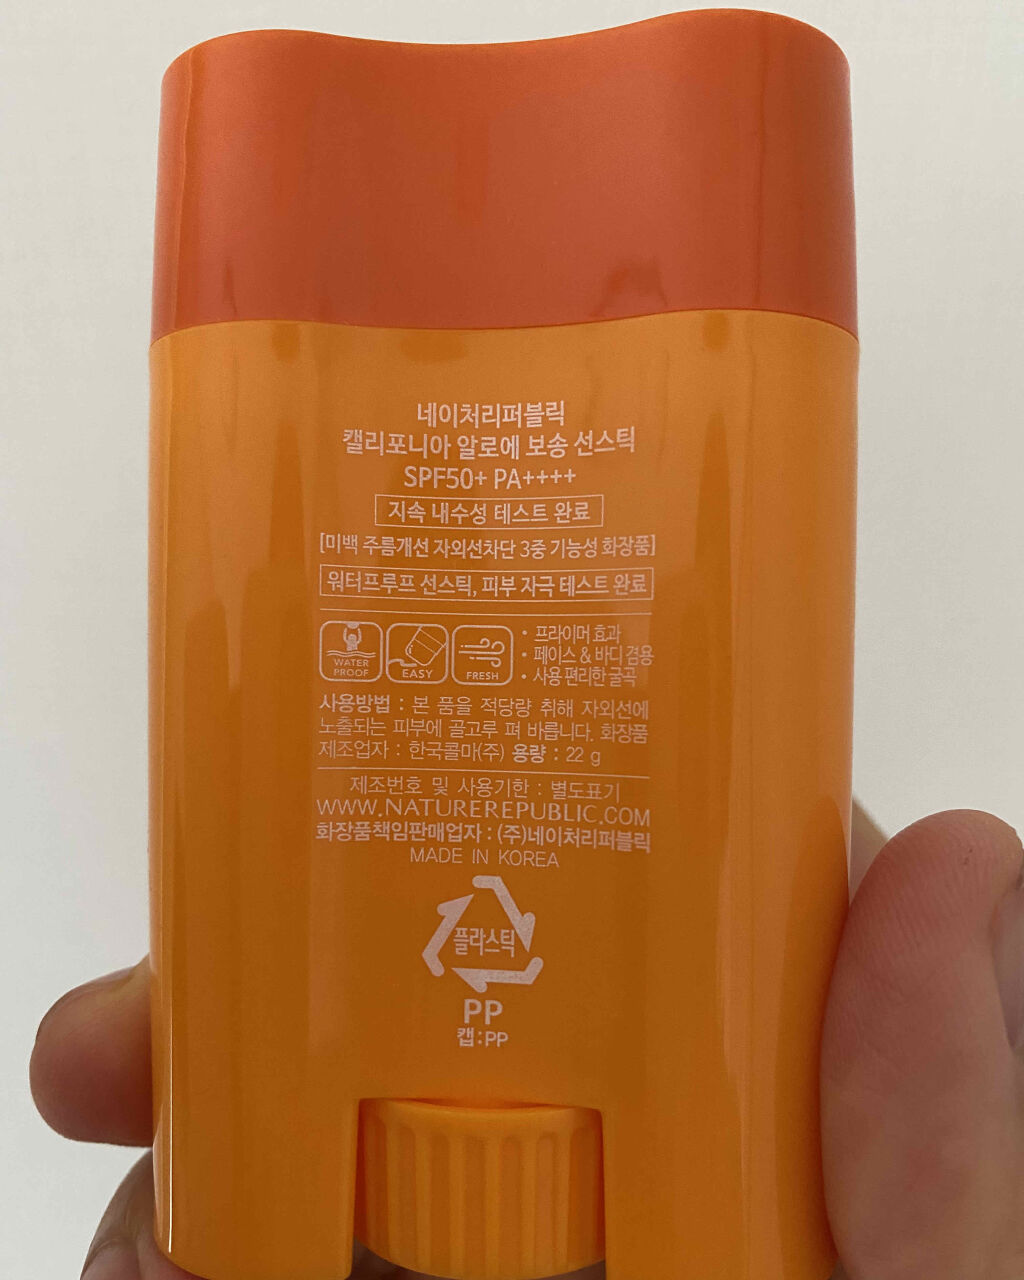 네이처리퍼블릭
캘리포니아 알로에 보송 선스틱
SPF50+ PA++++
지속 내수성 테스트 완료
[미백 주름개선 자외선차단 3중 기능성 화장품]
워터프루프 선스틱, 피부 자극 테스트 완료
WATER PROOF
EASY
FRESH
• 프라이머 효과
• 페이스 & 바디 겸용
• 사용 편리한 굴곡
사용방법 : 본 품을 적당량 취해 자외선에
노출되는 피부에 골고루 펴 바릅니다. 화장품
제조업자 : 한국콜마(주) 용량 : 22 g
제조번호 및 사용기한 : 별도표기
WWW.NATUREREPUBLIC.COM
화장품책임판매업자 : (주)네이처리퍼블릭
MADE IN KOREA
플라스틱
PP
캡:PP